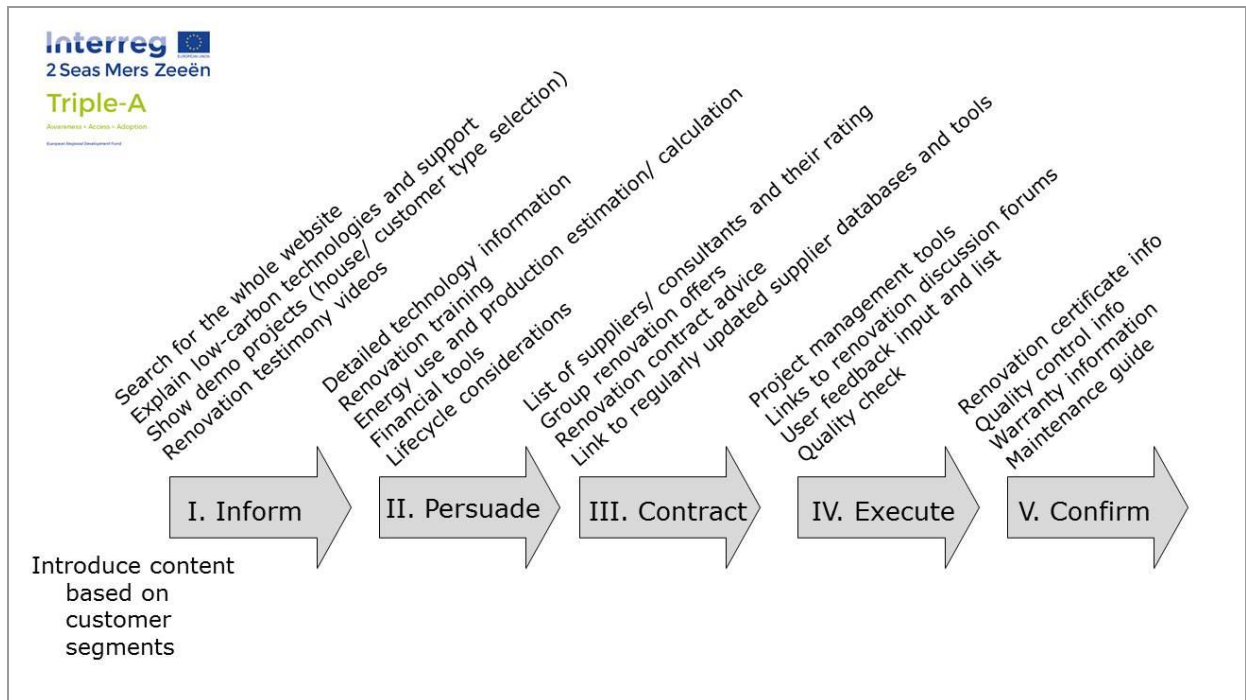 Interreg
EUROPEAN UNION
2 Seas Mers Zeeën
Triple-A
Awareness • Access • Adoption
European Regional Development Fund
Search for the whole website
Explain low-carbon technologies and support
Show demo projects (house/ customer type selection)
Renovation testimony videos
Detailed technology information
Renovation training
Energy use and production estimation/ calculation
Financial tools
Lifecycle considerations
List of suppliers/ consultants and their rating
Group renovation offers
Renovation contract advice
Link to regularly updated supplier databases and tools
Project management tools
Links to renovation discussion forums
User feedback input and list
Quality check
Renovation certificate info
Quality control info
Warranty information
Maintenance guide
I. Inform
II. Persuade
III. Contract
IV. Execute
V. Confirm
Introduce content
based on
customer
segments